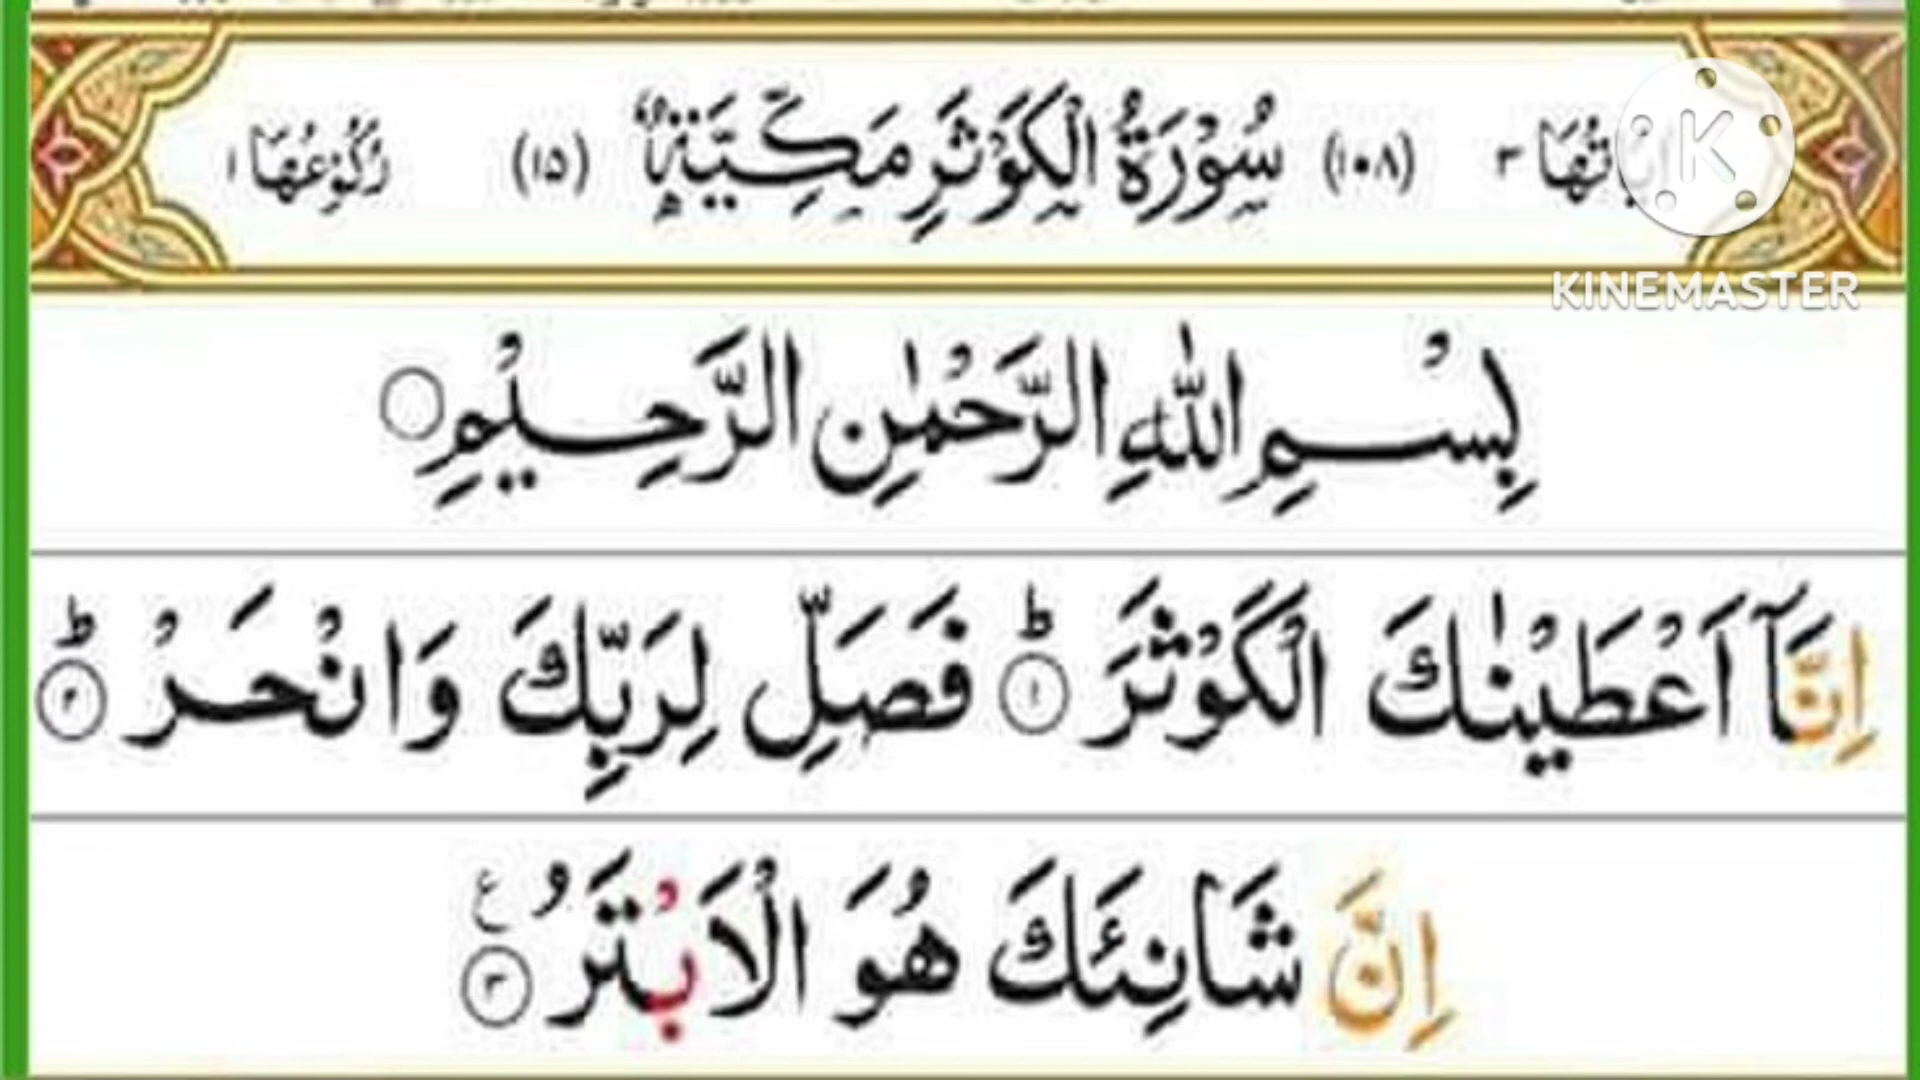 اٰيَاتُهَا ٣ (١٠٨) سُوْرَةُ الْكَوْثَرِ مَكِّيَّةٌ (١٥) رُكُوْعُهَا ١
KINEMASTER
بِسْمِ اللّٰهِ الرَّحْمٰنِ الرَّحِيْمِ
اِنَّاۤ اَعْطَيْنٰكَ الْكَوْثَرَ ؕ ١ فَصَلِّ لِرَبِّكَ وَانْحَرْ ؕ ٢
اِنَّ شَانِئَكَ هُوَ الْاَبْتَرُ ع ٣